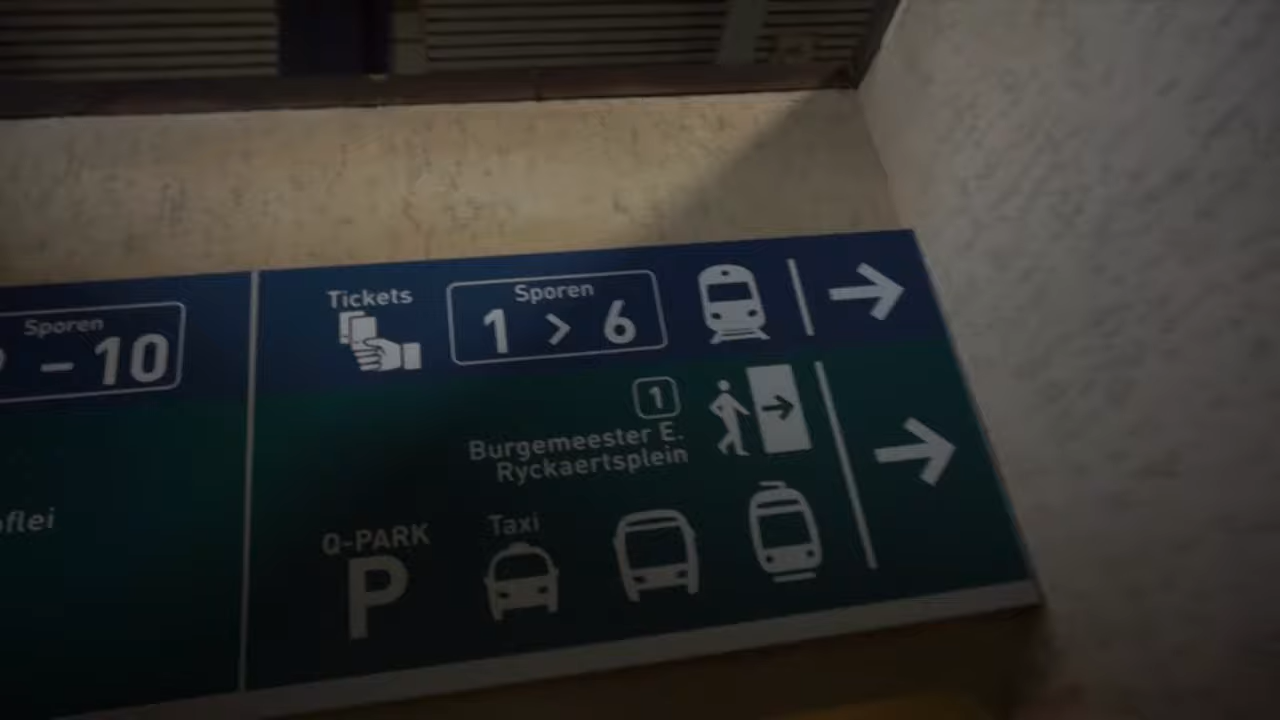 Sporen
- 10
Tickets
Sporen
1 > 6
1
Burgemeester E.
Ryckaertsplein
Q-PARK
P
Taxi